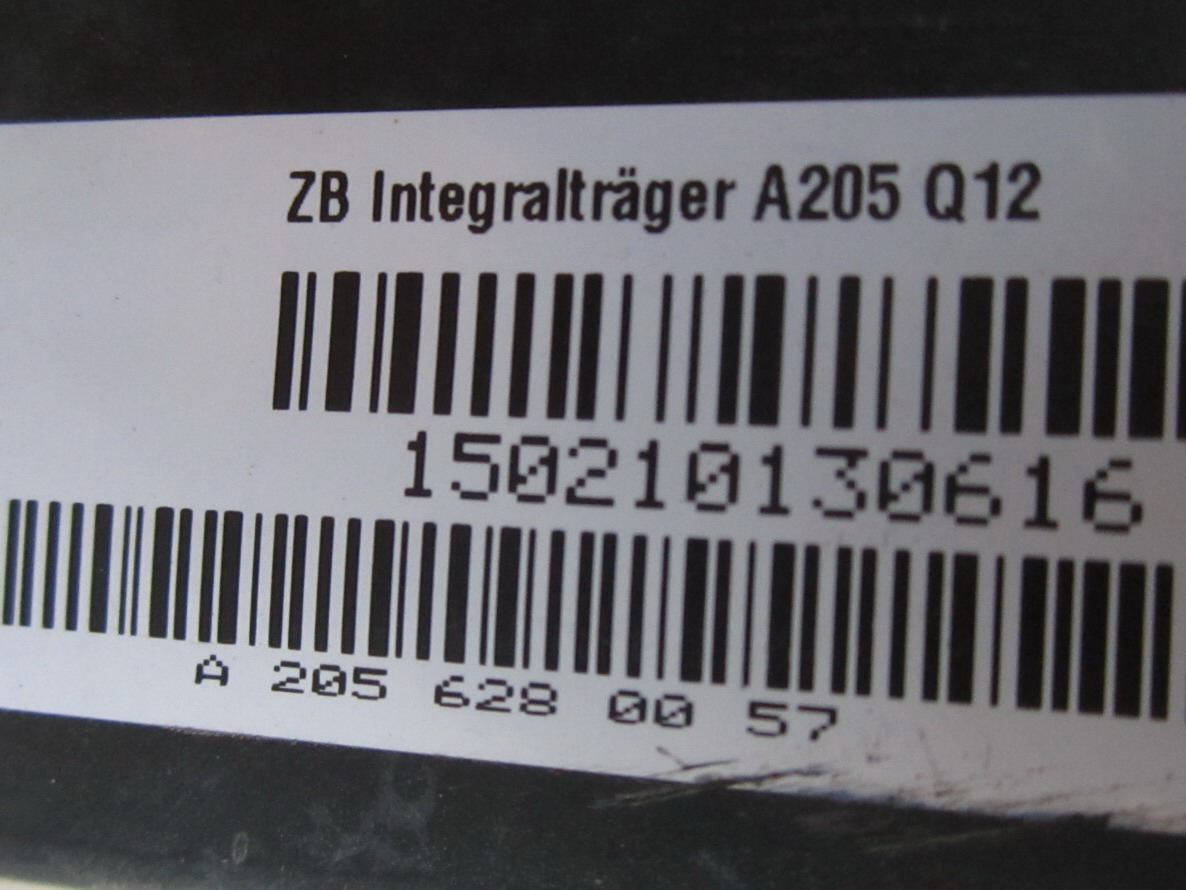 ZB Integralträger A205 Q12
150210130616
A 205 628 00 57